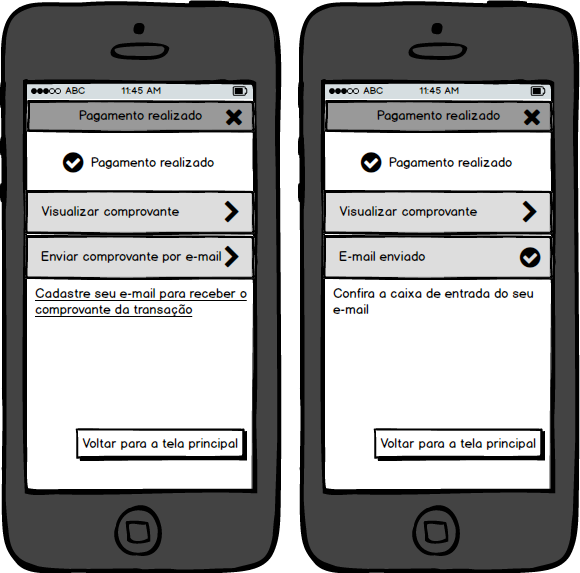 ABC 11:45 AM
Pagamento realizado
Pagamento realizado
Visualizar comprovante
Enviar comprovante por e-mail
Cadastre seu e-mail para receber o
comprovante da transação
Voltar para a tela principal
ABC 11:45 AM
Pagamento realizado
Pagamento realizado
Visualizar comprovante
E-mail enviado
Confira a caixa de entrada do seu
e-mail
Voltar para a tela principal